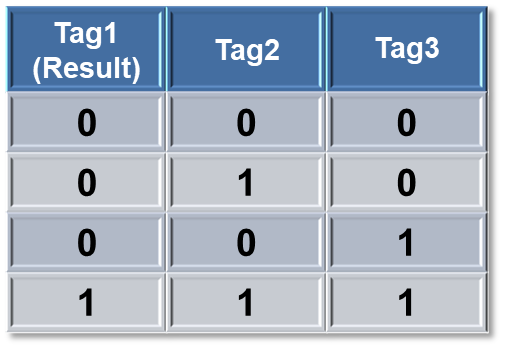 Tag1
(Result) Tag2 Tag3
0 0 0
0 1 0
0 0 1
1 1 1